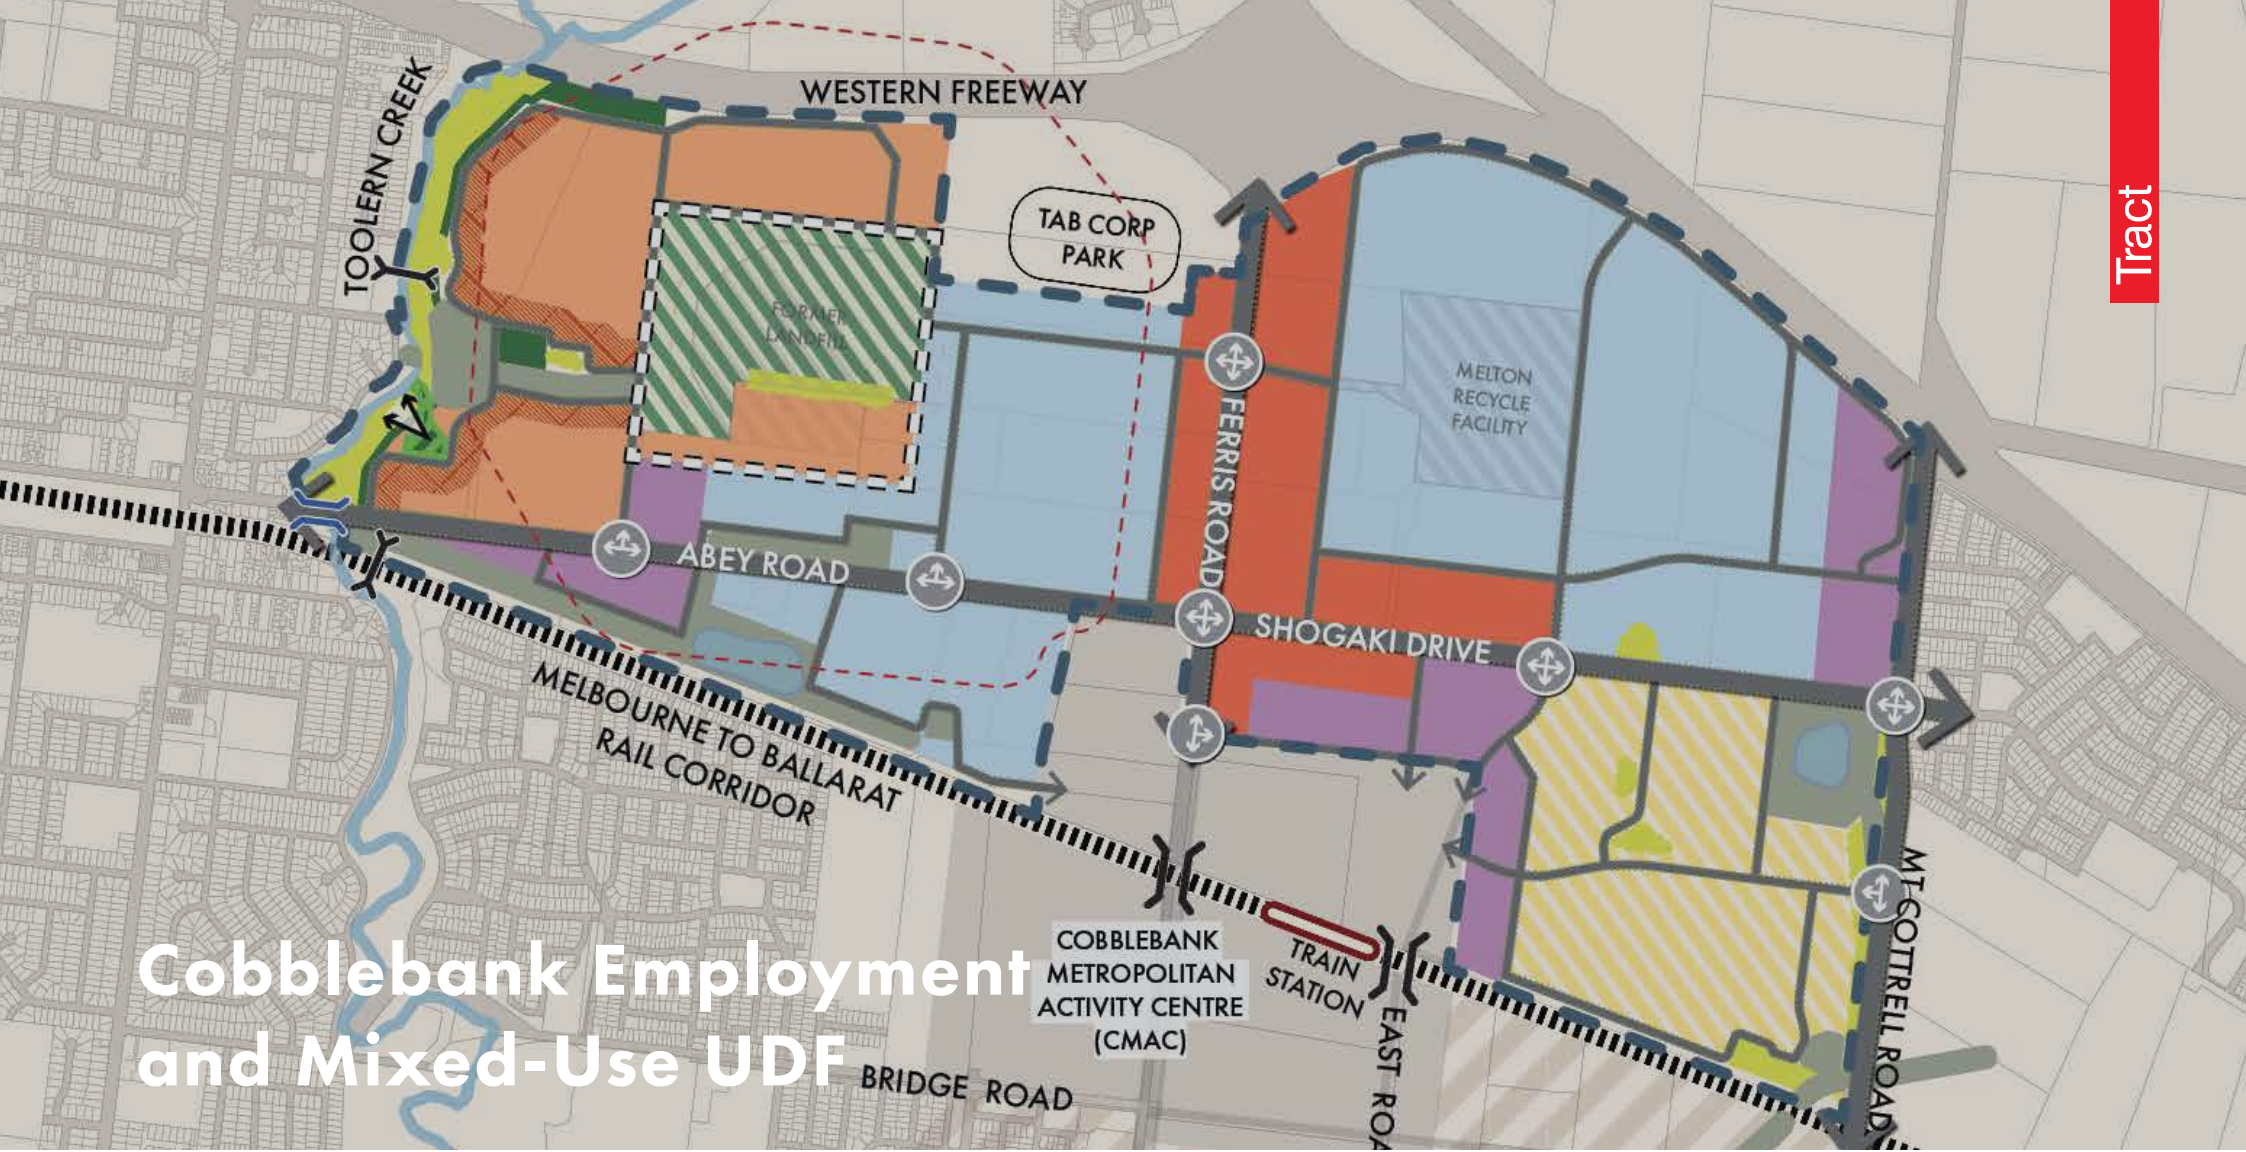 WESTERN FREEWAY
Tract
TOOLERN CREEK
TAB CORP
PARK
FORMER
LANDFILL
MELTON
RECYCLE
FACILITY
FERRIS ROAD
ABEY ROAD
SHOGAKI DRIVE
MELBOURNE TO BALLARAT
RAIL CORRIDOR
MT COTTRELL ROAD
COBBLEBANK
METROPOLITAN
ACTIVITY CENTRE
(CMAC)
TRAIN
STATION
EAST ROA
Cobblebank Employment
and Mixed-Use UDF
BRIDGE ROAD